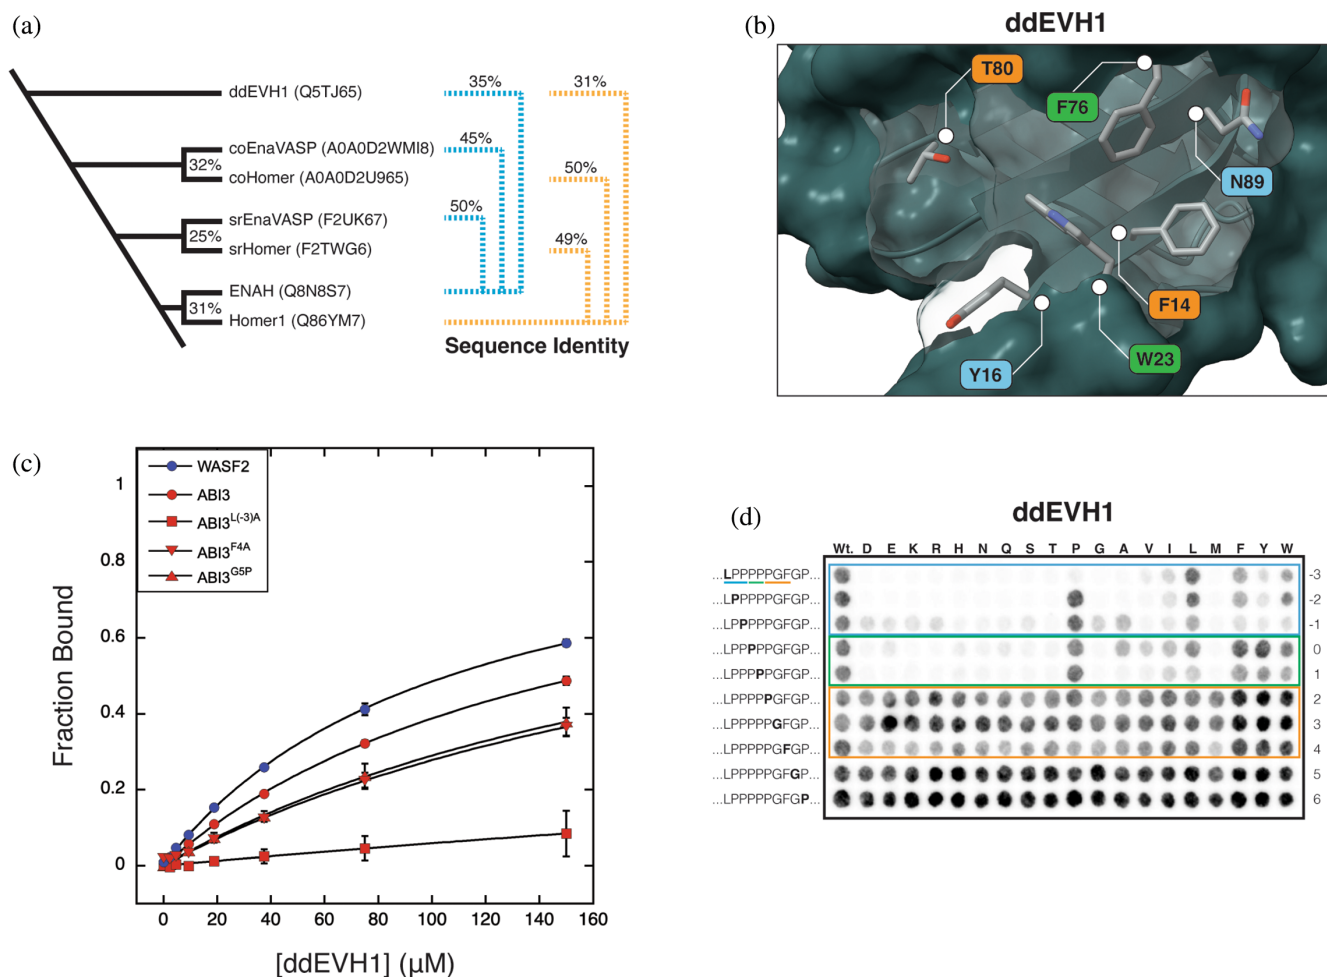 (a)
ddEVH1 (Q5TJ65)
coEnaVASP (A0A0D2WMI8)
32%
coHomer (A0A0D2U965)
srEnaVASP (F2UK67)
25%
srHomer (F2TWG6)
ENAH (Q8N8S7)
31%
Homer1 (Q86YM7)
35%
31%
45%
50%
50%
49%
Sequence Identity
(b)
ddEVH1
T80
F76
N89
F14
Y16
W23
(c)
WASF2
ABI3
ABI3L(-3)A
ABI3F4A
ABI3G5P
Fraction Bound
1
0.8
0.6
0.4
0.2
0
0 20 40 60 80 100 120 140 160
[ddEVH1] (µM)
(d)
ddEVH1
Wt. D E K R H N Q S T P G A V I L M F Y W
...LPPPPPGFGP... -3
...LPPPPPGFGP... -2
...LPPPPPGFGP... -1
...LPPPPPGFGP... 0
...LPPPPPGFGP... 1
...LPPPPPGFGP... 2
...LPPPPPGFGP... 3
...LPPPPPGFGP... 4
...LPPPPPGFGP... 5
...LPPPPPGFGP... 6